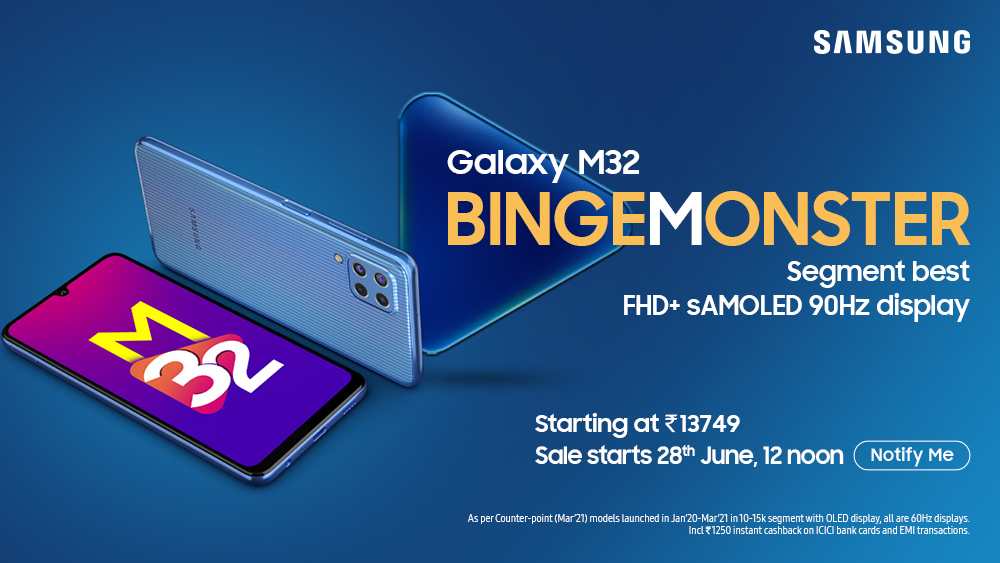 SAMSUNG
Galaxy M32
BINGEMONSTER
Segment best
FHD+ sAMOLED 90Hz display
SAMSUNG
M
32
Starting at ₹13749
Sale starts 28th June, 12 noon Notify Me
As per Counter-point (Mar'21) models launched in Jan'20-Mar'21 in 10-15k segment with OLED display, all are 60Hz displays.
Incl ₹1250 instant cashback on ICICI bank cards and EMI transactions.